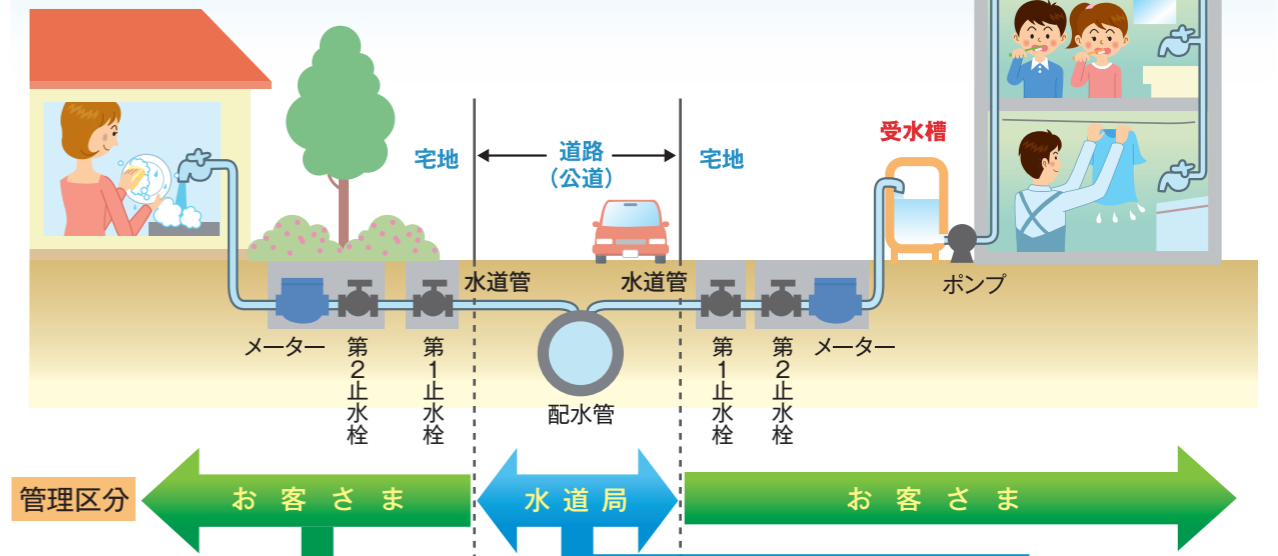 受水槽
宅地
道路
(公道)
宅地
水道管
水道管
ポンプ
メーター
第2止水栓
第1止水栓
配水管
第1止水栓
第2止水栓
メーター
管理区分
お客さま
水道局
お客さま